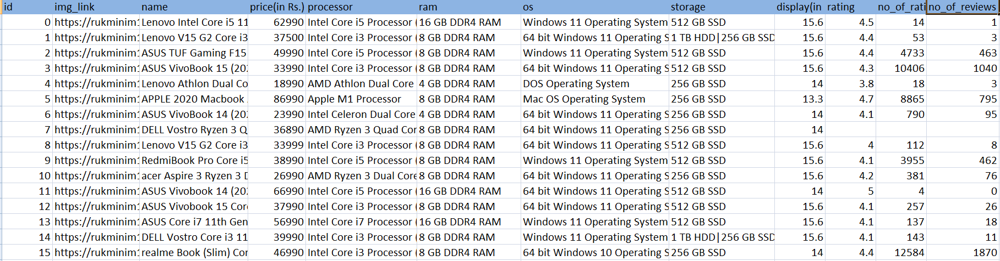 id img_link name price(in Rs.) processor ram os storage display(in rating no_of_rati no_of_reviews
0 https://rukminim1 Lenovo Intel Core i5 11 62990 Intel Core i5 Processor ( 16 GB DDR4 RAM Windows 11 Operating System 512 GB SSD 15.6 4.5 14 1
1 https://rukminim1 Lenovo V15 G2 Core i3 37500 Intel Core i3 Processor ( 8 GB DDR4 RAM 64 bit Windows 11 Operating S 1 TB HDD|256 GB SSD 15.6 4.4 53 3
2 https://rukminim1 ASUS TUF Gaming F15 49990 Intel Core i5 Processor ( 8 GB DDR4 RAM Windows 11 Operating System 512 GB SSD 15.6 4.4 4733 463
3 https://rukminim1 ASUS VivoBook 15 (202 33990 Intel Core i3 Processor ( 8 GB DDR4 RAM 64 bit Windows 11 Operating S 512 GB SSD 15.6 4.3 10406 1040
4 https://rukminim1 Lenovo Athlon Dual Co 18990 AMD Athlon Dual Core 4 GB DDR4 RAM DOS Operating System 256 GB SSD 14 3.8 18 3
5 https://rukminim1 APPLE 2020 Macbook 86990 Apple M1 Processor 8 GB DDR4 RAM Mac OS Operating System 256 GB SSD 13.3 4.7 8865 795
6 https://rukminim1 ASUS VivoBook 14 (202 23990 Intel Celeron Dual Core 4 GB DDR4 RAM 64 bit Windows 11 Operating S 256 GB SSD 14 4.1 790 95
7 https://rukminim1 DELL Vostro Ryzen 3 Q 36890 AMD Ryzen 3 Quad Cor 8 GB DDR4 RAM 64 bit Windows 11 Operating S 256 GB SSD 14
8 https://rukminim1 Lenovo V15 G2 Core i3 33999 Intel Core i3 Processor ( 8 GB DDR4 RAM 64 bit Windows 11 Operating S 256 GB SSD 15.6 4 112 8
9 https://rukminim1 RedmiBook Pro Core i5 38990 Intel Core i5 Processor ( 8 GB DDR4 RAM Windows 11 Operating System 512 GB SSD 15.6 4.1 3955 462
10 https://rukminim1 acer Aspire 3 Ryzen 3 D 26990 AMD Ryzen 3 Dual Core 8 GB DDR4 RAM 64 bit Windows 11 Operating S 256 GB SSD 15.6 4.2 381 76
11 https://rukminim1 ASUS Vivobook 14 (202 66990 Intel Core i5 Processor ( 16 GB DDR4 RAM 64 bit Windows 11 Operating S 512 GB SSD 14 5 4 0
12 https://rukminim1 ASUS Vivobook 15 Cor 37990 Intel Core i3 Processor ( 8 GB DDR4 RAM 64 bit Windows 11 Operating S 512 GB SSD 15.6 4.1 257 26
13 https://rukminim1 ASUS Core i7 11th Gen 56990 Intel Core i7 Processor ( 16 GB DDR4 RAM Windows 11 Operating System 512 GB SSD 15.6 4.1 137 18
14 https://rukminim1 DELL Vostro Core i3 11 39990 Intel Core i3 Processor ( 8 GB DDR4 RAM Windows 11 Operating System 1 TB HDD|256 GB SSD 15.6 4.1 143 11
15 https://rukminim1 realme Book (Slim) Cor 46990 Intel Core i3 Processor ( 8 GB DDR4 RAM 64 bit Windows 10 Operating S 256 GB SSD 14 4.4 12584 1870